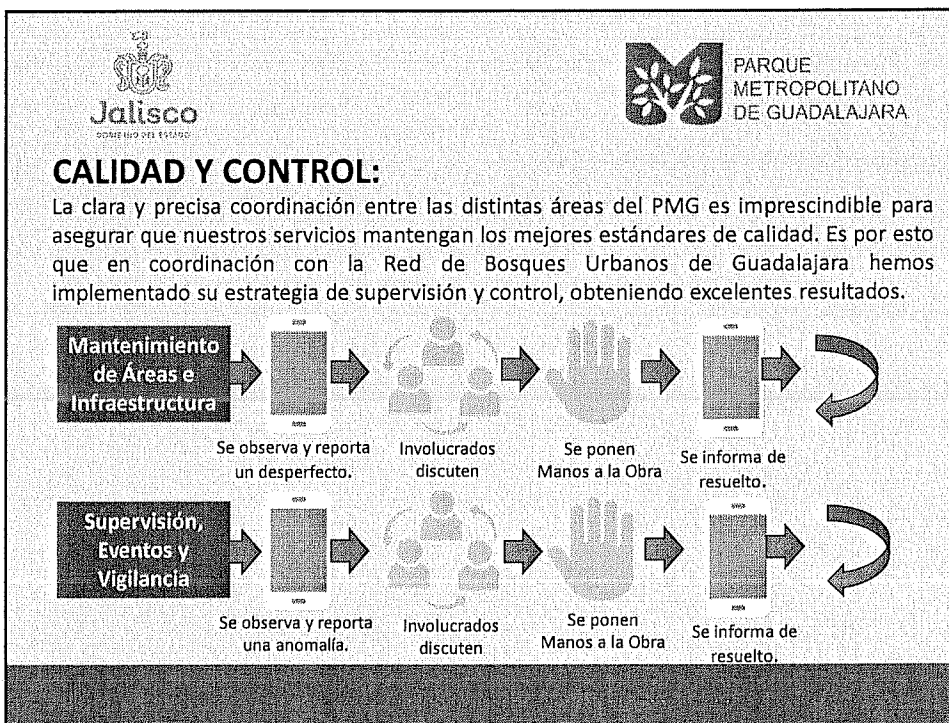 Jalisco
GOBIERNO DEL ESTADO
PARQUE
METROPOLITANO
DE GUADALAJARA
CALIDAD Y CONTROL:
La clara y precisa coordinación entre las distintas áreas del PMG es imprescindible para
asegurar que nuestros servicios mantengan los mejores estándares de calidad. Es por esto
que en coordinación con la Red de Bosques Urbanos de Guadalajara hemos
implementado su estrategia de supervisión y control, obteniendo excelentes resultados.
Mantenimiento
de Áreas e
Infraestructura
Se observa y reporta
un desperfecto.
Involucrados
discuten
Se ponen
Manos a la Obra
Se informa de
resuelto.
Supervisión,
Eventos y
Vigilancia
Se observa y reporta
una anomalía.
Involucrados
discuten
Se ponen
Manos a la Obra
Se informa de
resuelto.